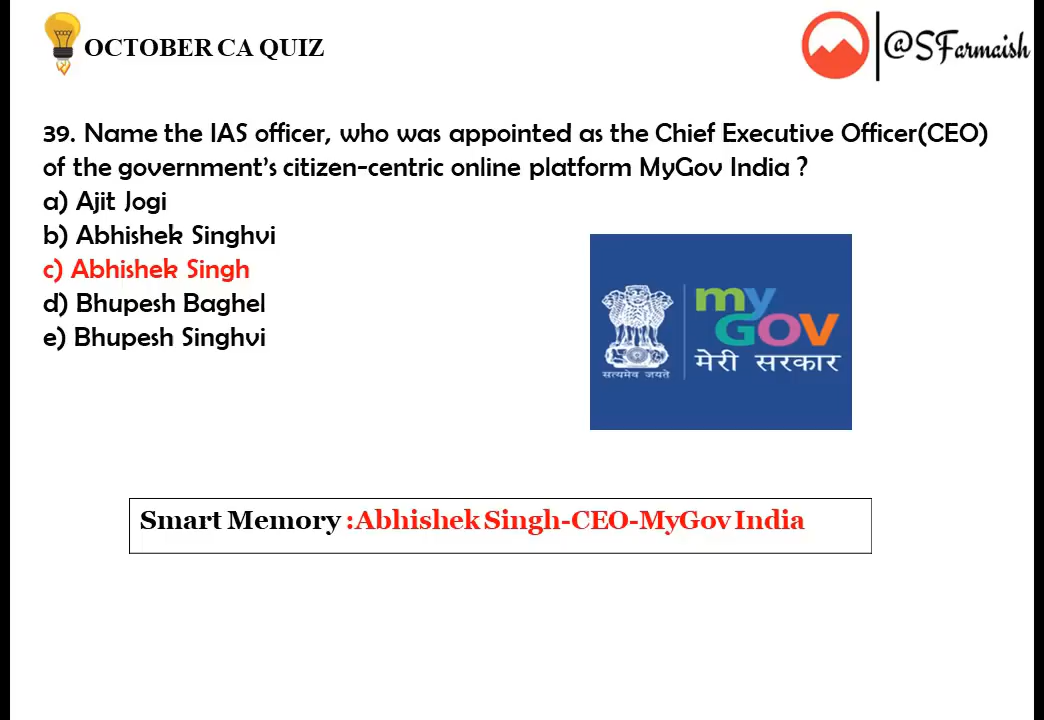 OCTOBER CA QUIZ
@SFarmaish
39. Name the IAS officer, who was appointed as the Chief Executive Officer(CEO)
of the government's citizen-centric online platform MyGov India ?
a) Ajit Jogi
b) Abhishek Singhvi
c) Abhishek Singh
d) Bhupesh Baghel
e) Bhupesh Singhvi
my
GOV
मेरी सरकार
सत्यमेव जयते
Smart Memory :Abhishek Singh-CEO-MyGov India